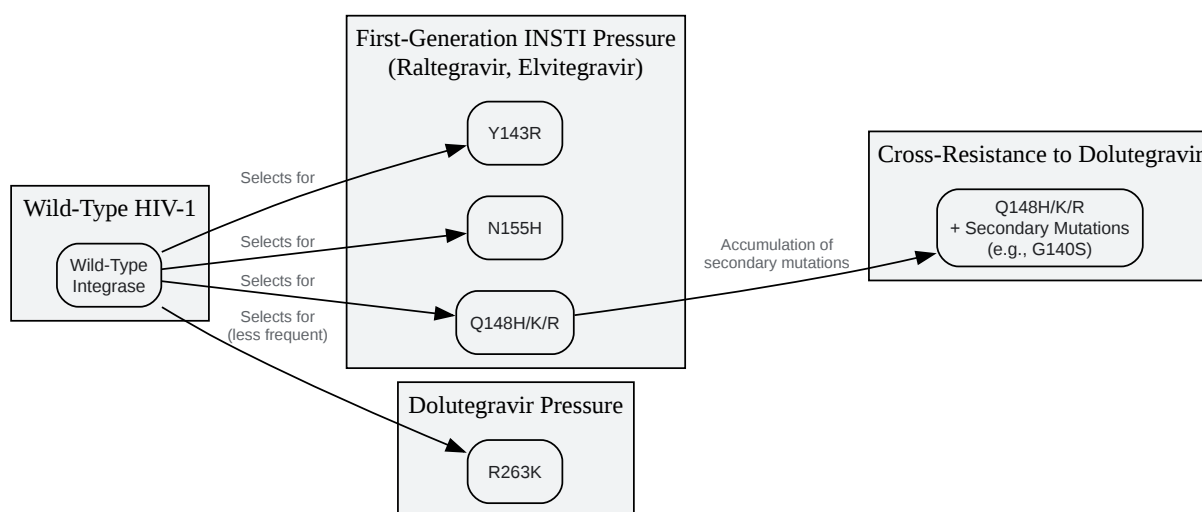 Wild-Type HIV-1
Wild-Type
Integrase
Selects for
Selects for
Selects for
Selects for
(less frequent)
First-Generation INSTI Pressure
(Raltegravir, Elvitegravir)
Y143R
N155H
Q148H/K/R
Dolutegravir Pressure
R263K
Accumulation of
secondary mutations
Cross-Resistance to Dolutegravir
Q148H/K/R
+ Secondary Mutations
(e.g., G140S)